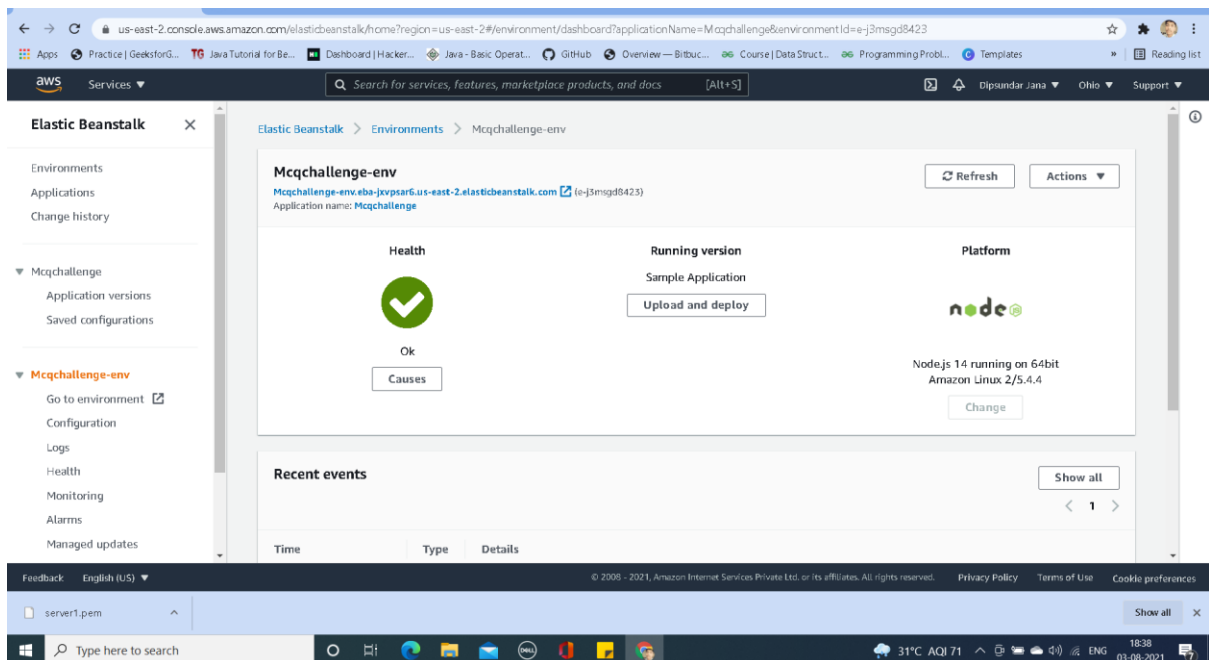 us-east-2.console.aws.amazon.com/elasticbeanstalk/home?region=us-east-2#/environment/dashboard?applicationName=Mcqchallenge&environmentId=e-j3msgd8423
Apps Practice | GeeksforG... TG Java Tutorial for Be... Dashboard | Hacker... Java - Basic Operat... GitHub Overview — Bitbuc... Course | Data Struct... Programming Probl... Templates » Reading list
aws Services ▼ Search for services, features, marketplace products, and docs [Alt+S] Dipsundar Jana ▼ Ohio ▼ Support ▼
Elastic Beanstalk ×
Environments
Applications
Change history
Mcqchallenge
Application versions
Saved configurations
Mcqchallenge-env
Go to environment
Configuration
Logs
Health
Monitoring
Alarms
Managed updates
Elastic Beanstalk > Environments > Mcqchallenge-env
Mcqchallenge-env
Mcqchallenge-env.eba-jxvpsar6.us-east-2.elasticbeanstalk.com (e-j3msgd8423)
Application name: Mcqchallenge
Refresh Actions ▼
Health
Ok
Causes
Running version
Sample Application
Upload and deploy
Platform
node
Node.js 14 running on 64bit
Amazon Linux 2/5.4.4
Change
Recent events
Show all
< 1 >
Time Type Details
Feedback English (US) ▼ © 2008 - 2021, Amazon Internet Services Private Ltd. or its affiliates. All rights reserved. Privacy Policy Terms of Use Cookie preferences
server1.pem Show all ×
Type here to search DELL 31°C AQI 71 ENG 18:38
03-08-2021 7